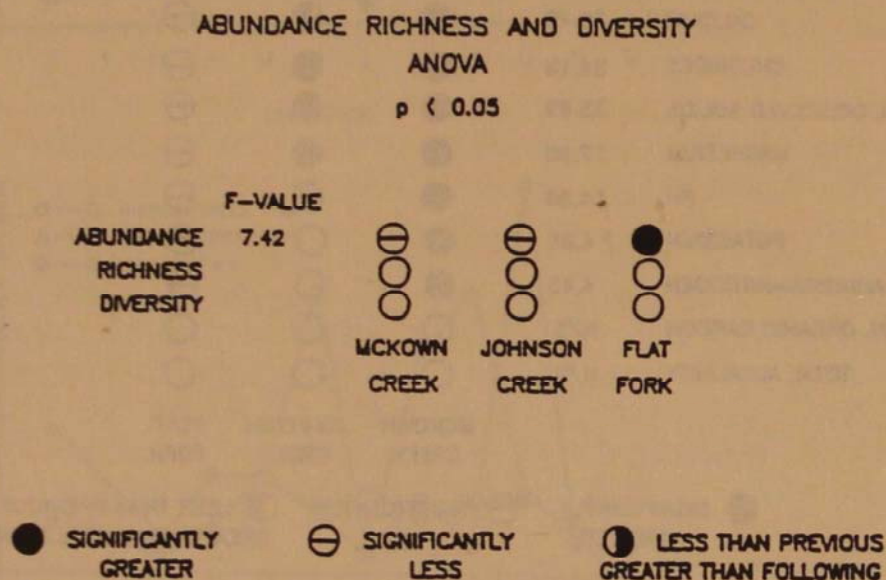 ABUNDANCE RICHNESS AND DIVERSITY
ANOVA
p < 0.05
F-VALUE
ABUNDANCE 7.42
RICHNESS
DIVERSITY
MCKOWN JOHNSON FLAT
CREEK CREEK FORK
SIGNIFICANTLY SIGNIFICANTLY LESS THAN PREVIOUS
GREATER LESS GREATER THAN FOLLOWING